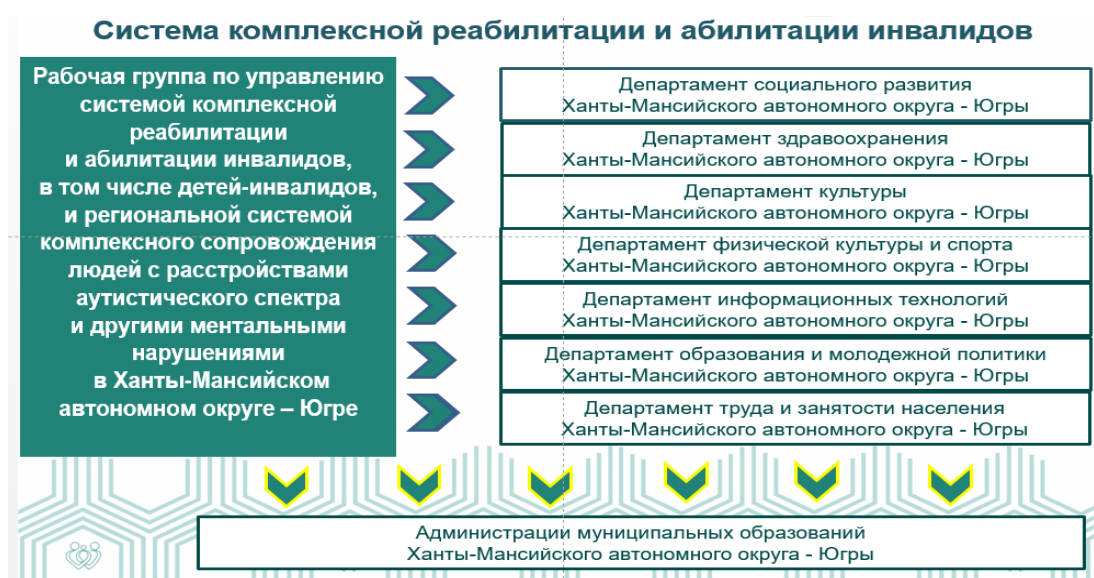 Система комплексной реабилитации и абилитации инвалидов
Рабочая группа по управлению
системой комплексной
реабилитации
и абилитации инвалидов,
в том числе детей-инвалидов,
и региональной системой
комплексного сопровождения
людей с расстройствами
аутистического спектра
и другими ментальными
нарушениями
в Ханты-Мансийском
автономном округе – Югре
Департамент социального развития
Ханты-Мансийского автономного округа - Югры
Департамент здравоохранения
Ханты-Мансийского автономного округа - Югры
Департамент культуры
Ханты-Мансийского автономного округа - Югры
Департамент физической культуры и спорта
Ханты-Мансийского автономного округа - Югры
Департамент информационных технологий
Ханты-Мансийского автономного округа - Югры
Департамент образования и молодежной политики
Ханты-Мансийского автономного округа - Югры
Департамент труда и занятости населения
Ханты-Мансийского автономного округа - Югры
Администрации муниципальных образований
Ханты-Мансийского автономного округа - Югры